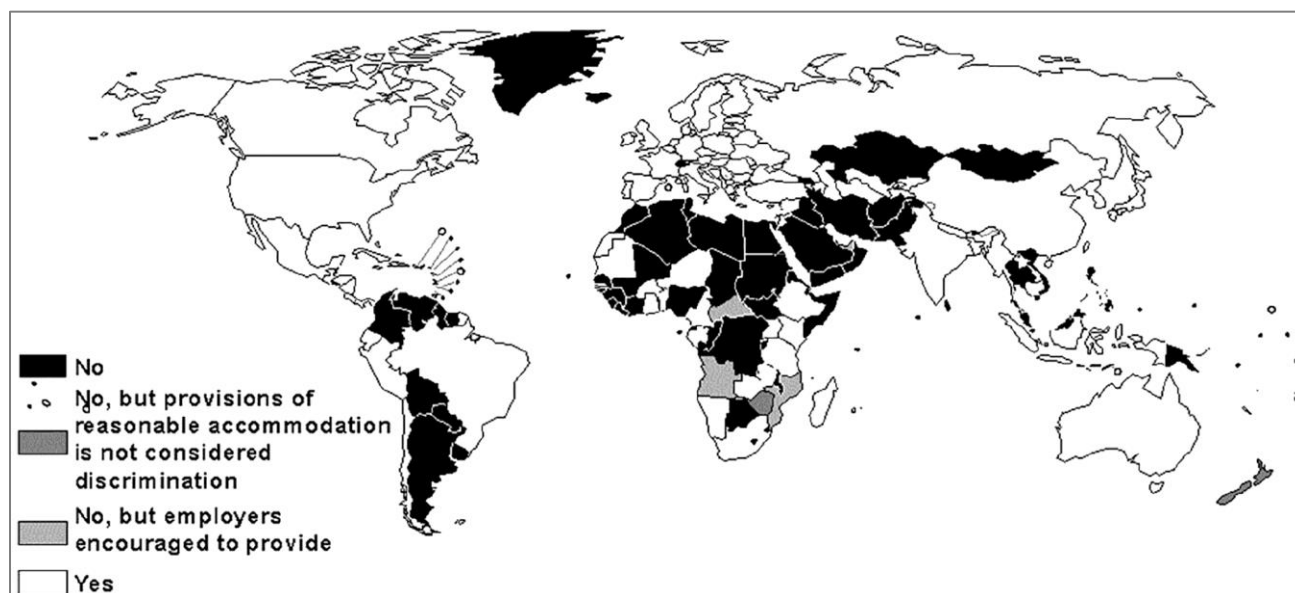 No
No, but provisions of
reasonable accommodation
is not considered
discrimination
No, but employers
encouraged to provide
Yes